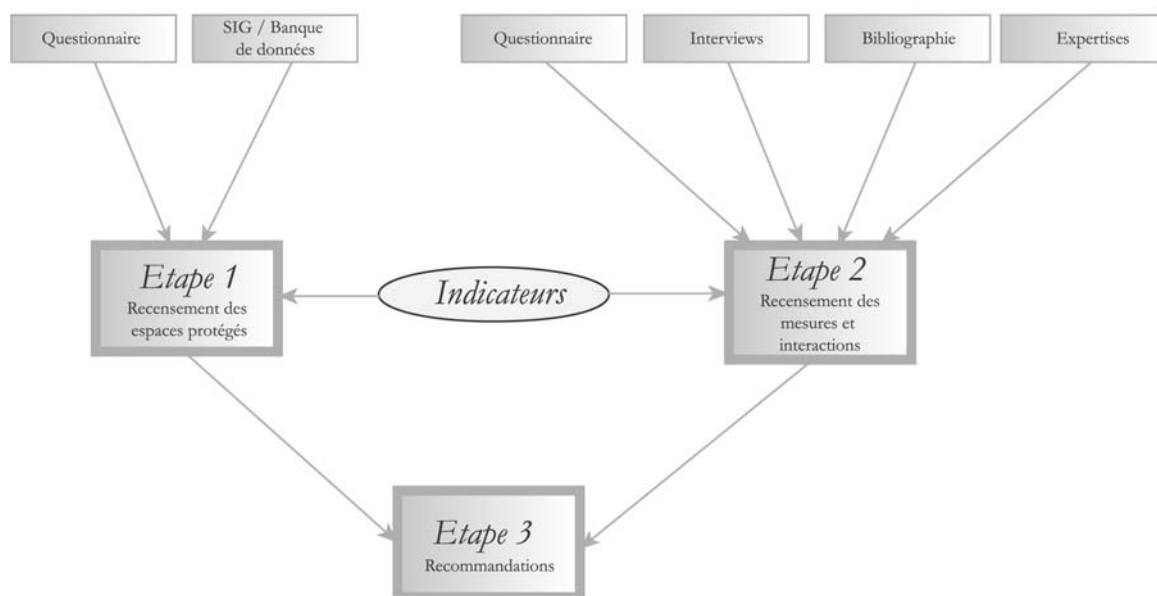 Questionnaire
SIG / Banque
de données
Questionnaire
Interviews
Bibliographie
Expertises
Etape 1
Recensement des
espaces protégés
Indicateurs
Etape 2
Recensement des
mesures et
interactions
Etape 3
Recommandations